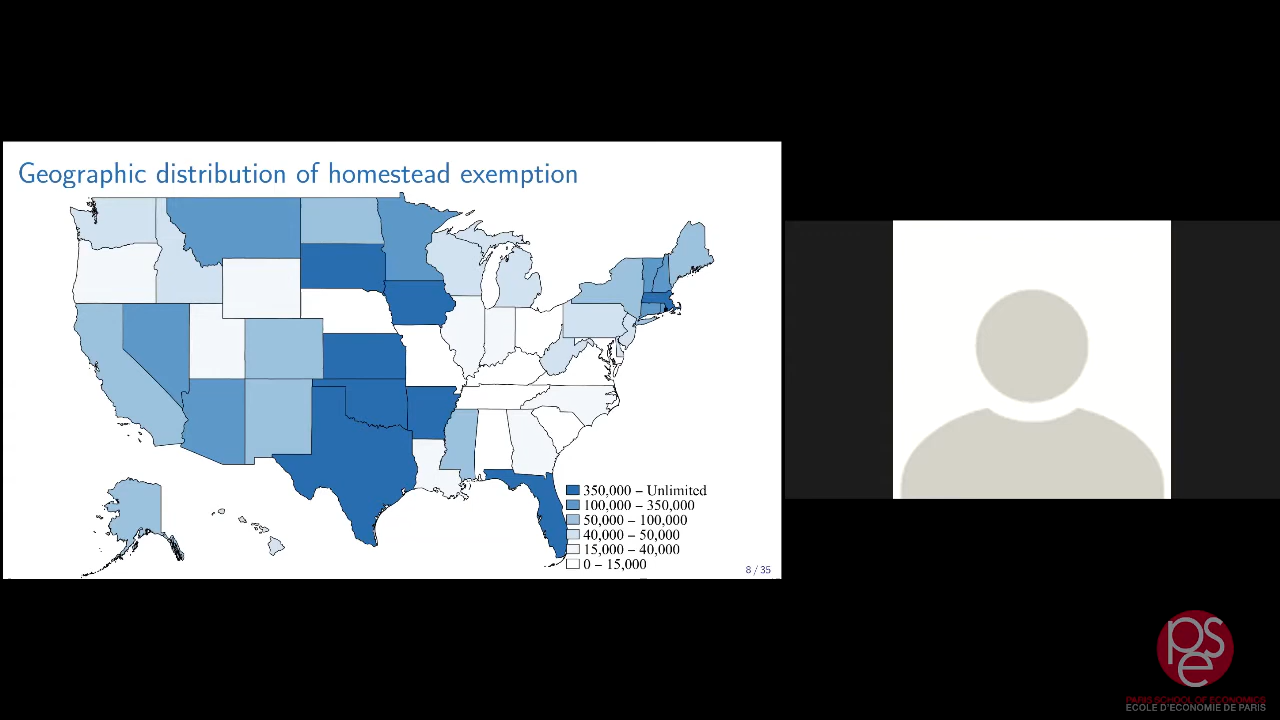 Geographic distribution of homestead exemption
350,000 – Unlimited
100,000 – 350,000
50,000 – 100,000
40,000 – 50,000
15,000 – 40,000
0 – 15,000
8 / 35
pse
PARIS SCHOOL OF ECONOMICS
ECOLE D'ECONOMIE DE PARIS